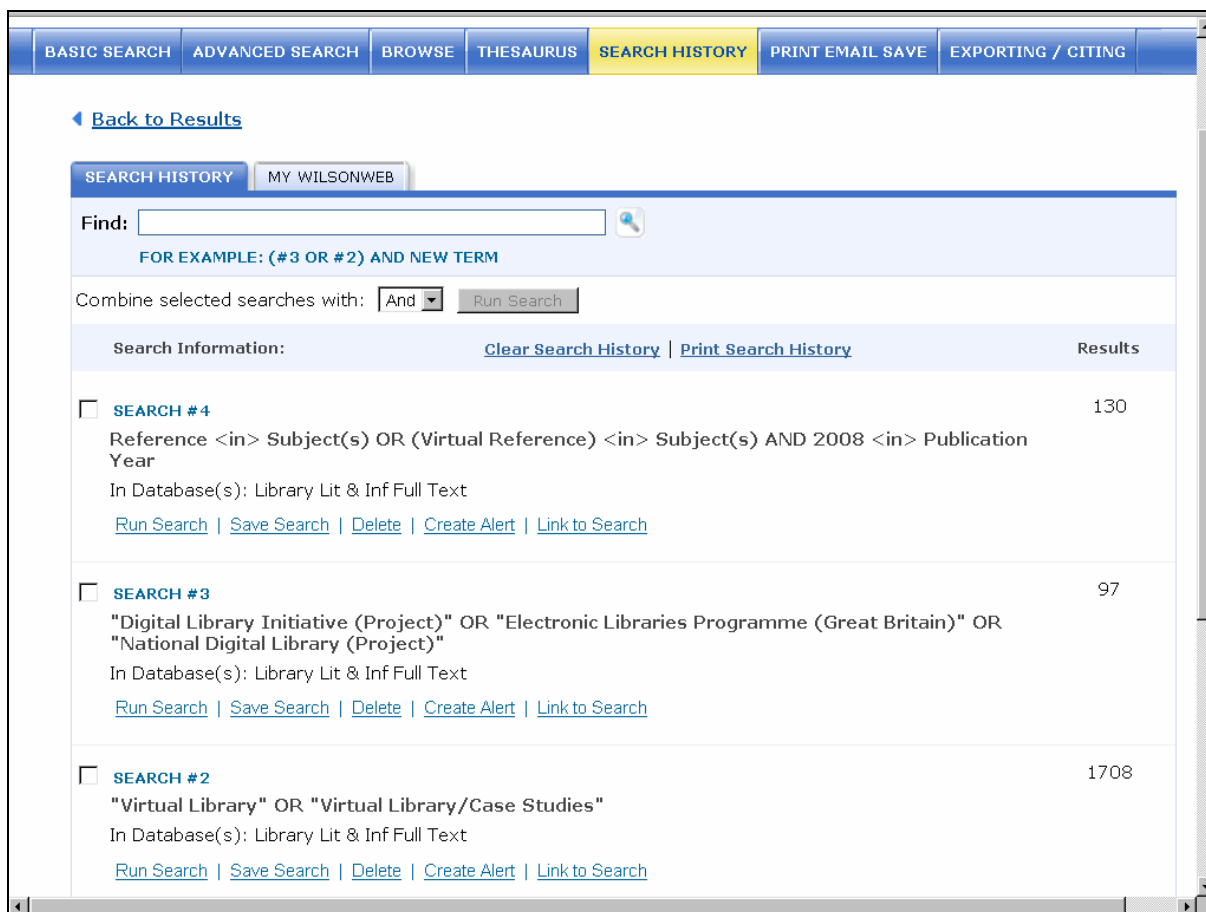 BASIC SEARCH ADVANCED SEARCH BROWSE THESAURUS SEARCH HISTORY PRINT EMAIL SAVE EXPORTING / CITING
Back to Results
SEARCH HISTORY MY WILSONWEB
Find:
FOR EXAMPLE: (#3 OR #2) AND NEW TERM
Combine selected searches with: And Run Search
Search Information: Clear Search History | Print Search History Results
SEARCH #4 130
Reference <in> Subject(s) OR (Virtual Reference) <in> Subject(s) AND 2008 <in> Publication
Year
In Database(s): Library Lit & Inf Full Text
Run Search | Save Search | Delete | Create Alert | Link to Search
SEARCH #3 97
"Digital Library Initiative (Project)" OR "Electronic Libraries Programme (Great Britain)" OR
"National Digital Library (Project)"
In Database(s): Library Lit & Inf Full Text
Run Search | Save Search | Delete | Create Alert | Link to Search
SEARCH #2 1708
"Virtual Library" OR "Virtual Library/Case Studies"
In Database(s): Library Lit & Inf Full Text
Run Search | Save Search | Delete | Create Alert | Link to Search